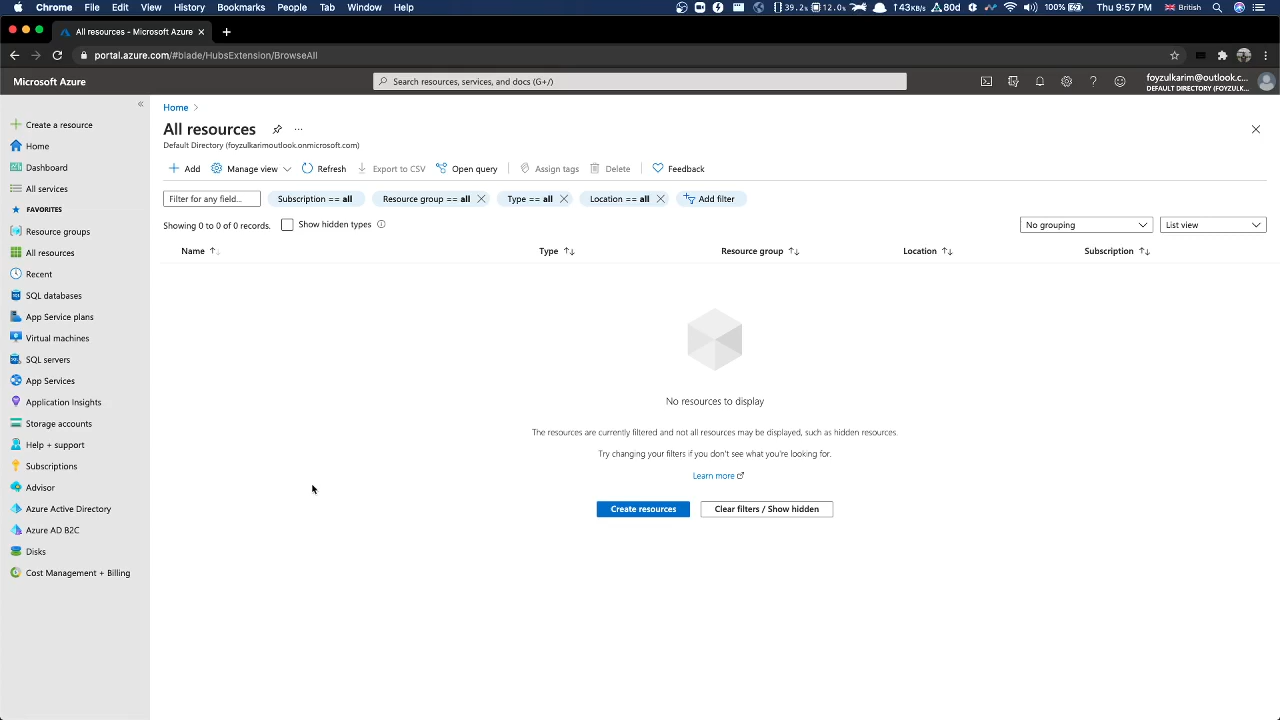 Chrome File Edit View History Bookmarks People Tab Window Help
39.2k 12.0k 43KB/s 80d 100% Thu 9:57 PM British
All resources - Microsoft Azure
portal.azure.com/#blade/HubsExtension/BrowseAll
Microsoft Azure
Search resources, services, and docs (G+/)
foyzulkarim@outlook.c...
DEFAULT DIRECTORY (FOYZULK...
Create a resource
Home
Dashboard
All services
FAVORITES
Resource groups
All resources
Recent
SQL databases
App Service plans
Virtual machines
SQL servers
App Services
Application Insights
Storage accounts
Help + support
Subscriptions
Advisor
Azure Active Directory
Azure AD B2C
Disks
Cost Management + Billing
Home
All resources
Default Directory (foyzulkarimoutlook.onmicrosoft.com)
Add Manage view Refresh Export to CSV Open query Assign tags Delete Feedback
Filter for any field... Subscription == all Resource group == all Type == all Location == all Add filter
Showing 0 to 0 of 0 records. Show hidden types No grouping List view
Name Type Resource group Location Subscription
No resources to display
The resources are currently filtered and not all resources may be displayed, such as hidden resources.
Try changing your filters if you don't see what you're looking for.
Learn more
Create resources Clear filters / Show hidden